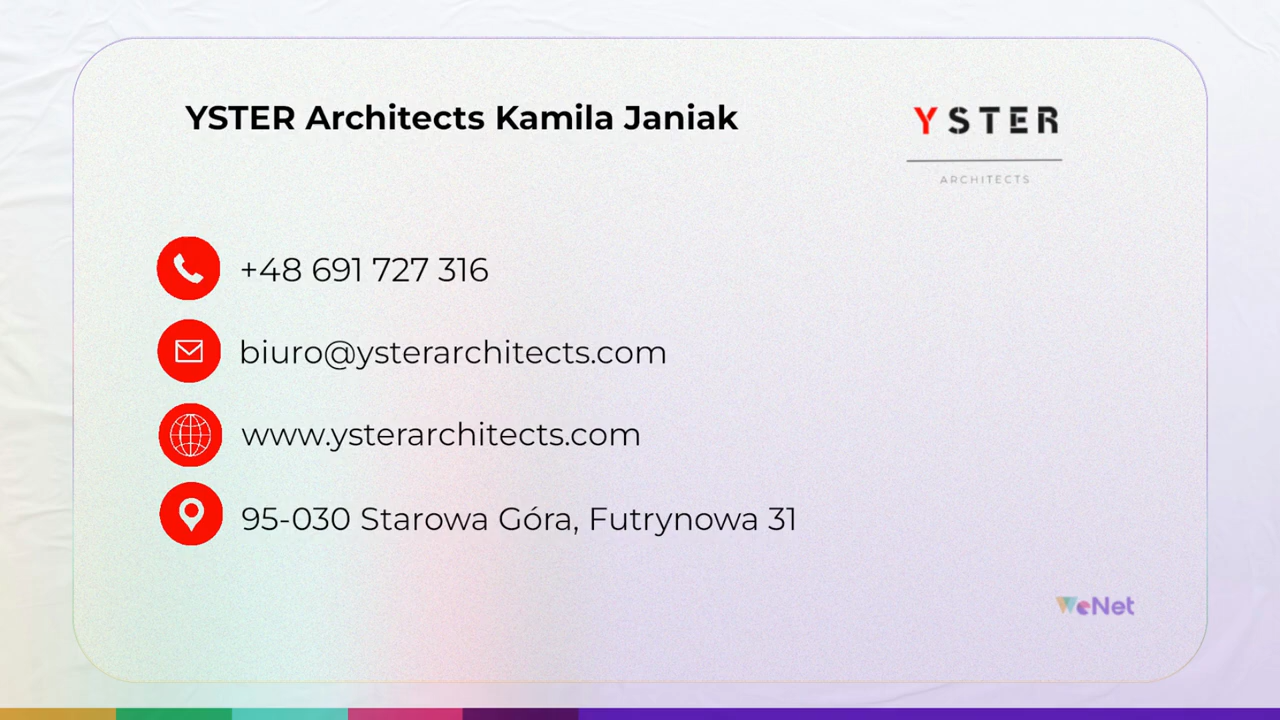 YSTER Architects Kamila Janiak
YSTER
ARCHITECTS
+48 691 727 316
biuro@ysterarchitects.com
www.ysterarchitects.com
95-030 Starowa Góra, Futrynowa 31
WeNet